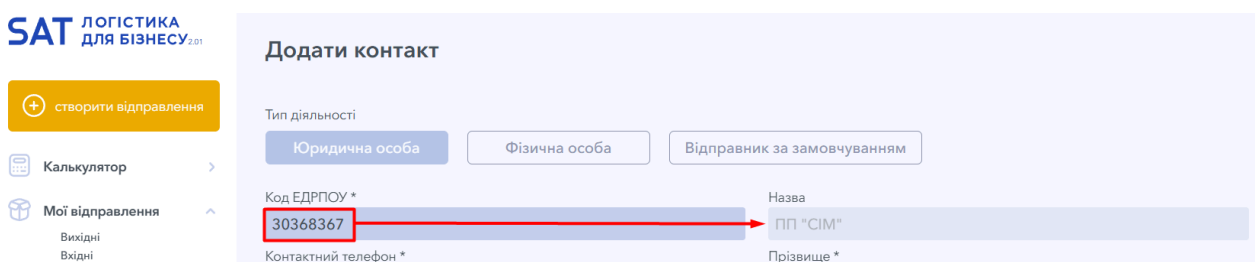 SAT ЛОГІСТИКА
ДЛЯ БІЗНЕСУ 2.01
створити відправлення
Калькулятор
Мої відправлення
Вихідні
Вхідні
Додати контакт
Тип діяльності
Юридична особа Фізична особа Відправник за замовчуванням
Код ЕДРПОУ * Назва
30368367 ПП "СІМ"
Контактний телефон * Прізвище *